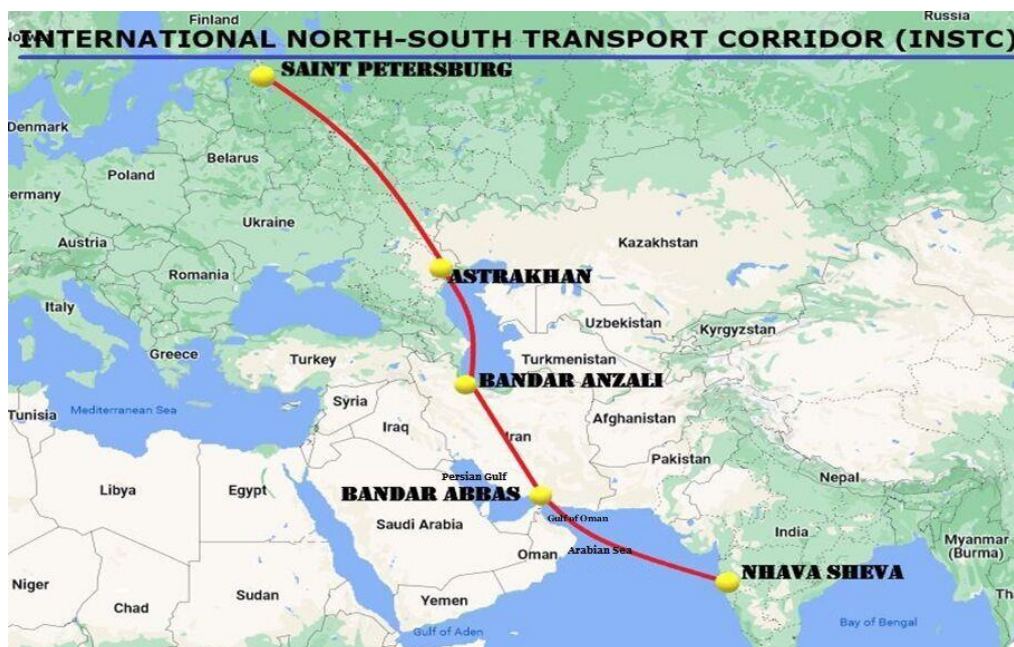 Finland
Russia
INTERNATIONAL NORTH-SOUTH TRANSPORT CORRIDOR (INSTC)
SAINT PETERSBURG
Denmark
Belarus
Poland
Germany
Ukraine
Kazakhstan
Austria
Romania
ASTRAKHAN
Italy
Uzbekistan
Kyrgyzstan
Greece
Turkey
Turkmenistan
BANDAR ANZALI
Tunisia
Mediterranean Sea
Syria
Afghanistan
Iraq
Iran
Pakistan
Persian Gulf
Nepal
Libya
Egypt
BANDAR ABBAS
Saudi Arabia
Gulf of Oman
India
Myanmar
(Burma)
Oman
Arabian Sea
NHAVA SHEVA
Niger
Chad
Sudan
Yemen
Bay of Bengal
Gulf of Aden